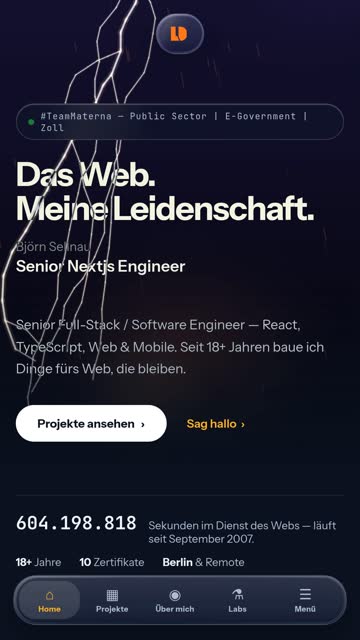 LD
#TeamMaterna — Public Sector | E-Government |
Zoll
Das Web.
Meine Leidenschaft.
Björn Sellnau
Senior Nextjs Engineer
Senior Full-Stack / Software Engineer — React,
TypeScript, Web & Mobile. Seit 18+ Jahren baue ich
Dinge fürs Web, die bleiben.
Projekte ansehen ›
Sag hallo ›
604.198.818 Sekunden im Dienst des Webs — läuft
seit September 2007.
18+ Jahre 10 Zertifikate Berlin & Remote
Home Projekte Über mich Labs Menü